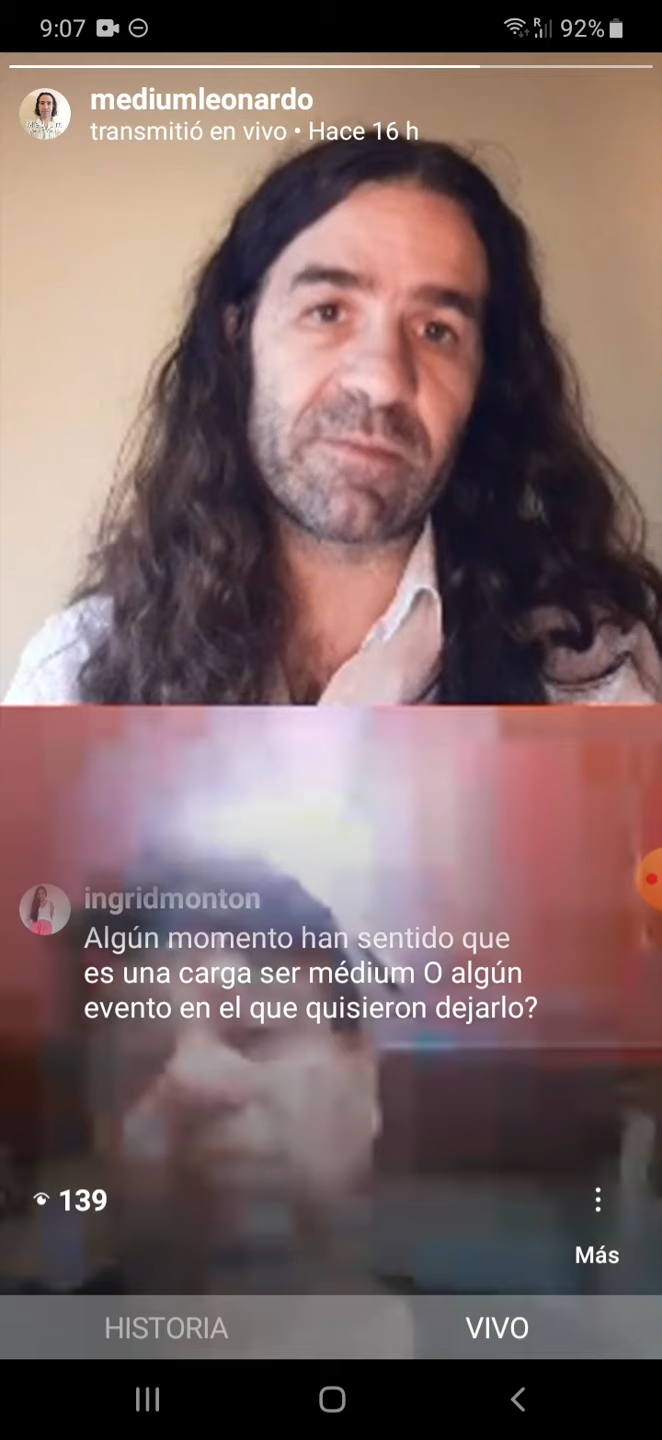 9:07
R
92%
mediumleonardo
transmitió en vivo • Hace 16 h
ingridmonton
Algún momento han sentido que
es una carga ser médium O algún
evento en el que quisieron dejarlo?
139
Más
HISTORIA
VIVO